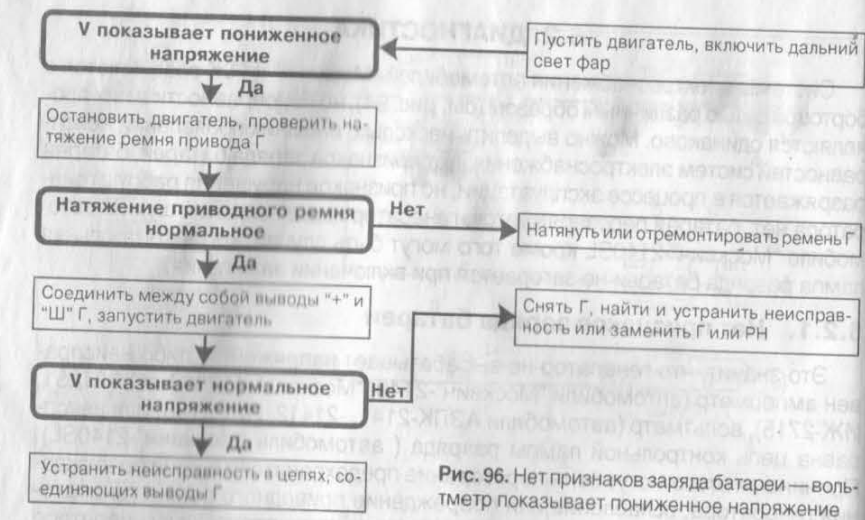 V показывает пониженное
напряжение
Пустить двигатель, включить дальний
свет фар
Да
Остановить двигатель, проверить на-
тяжение ремня привода Г
Натяжение приводного ремня
нормальное
Нет
Натянуть или отремонтировать ремень Г
Да
Соединить между собой выводы "+" и
"Ш" Г, запустить двигатель
Снять Г, найти и устранить неисправ-
ность или заменить Г или РН
V показывает нормальное
напряжение
Нет
Да
Устранить неисправность в цепях, со-
единяющих выводы Г
Рис. 96. Нет признаков заряда батареи — воль-
тметр показывает пониженное напряжение